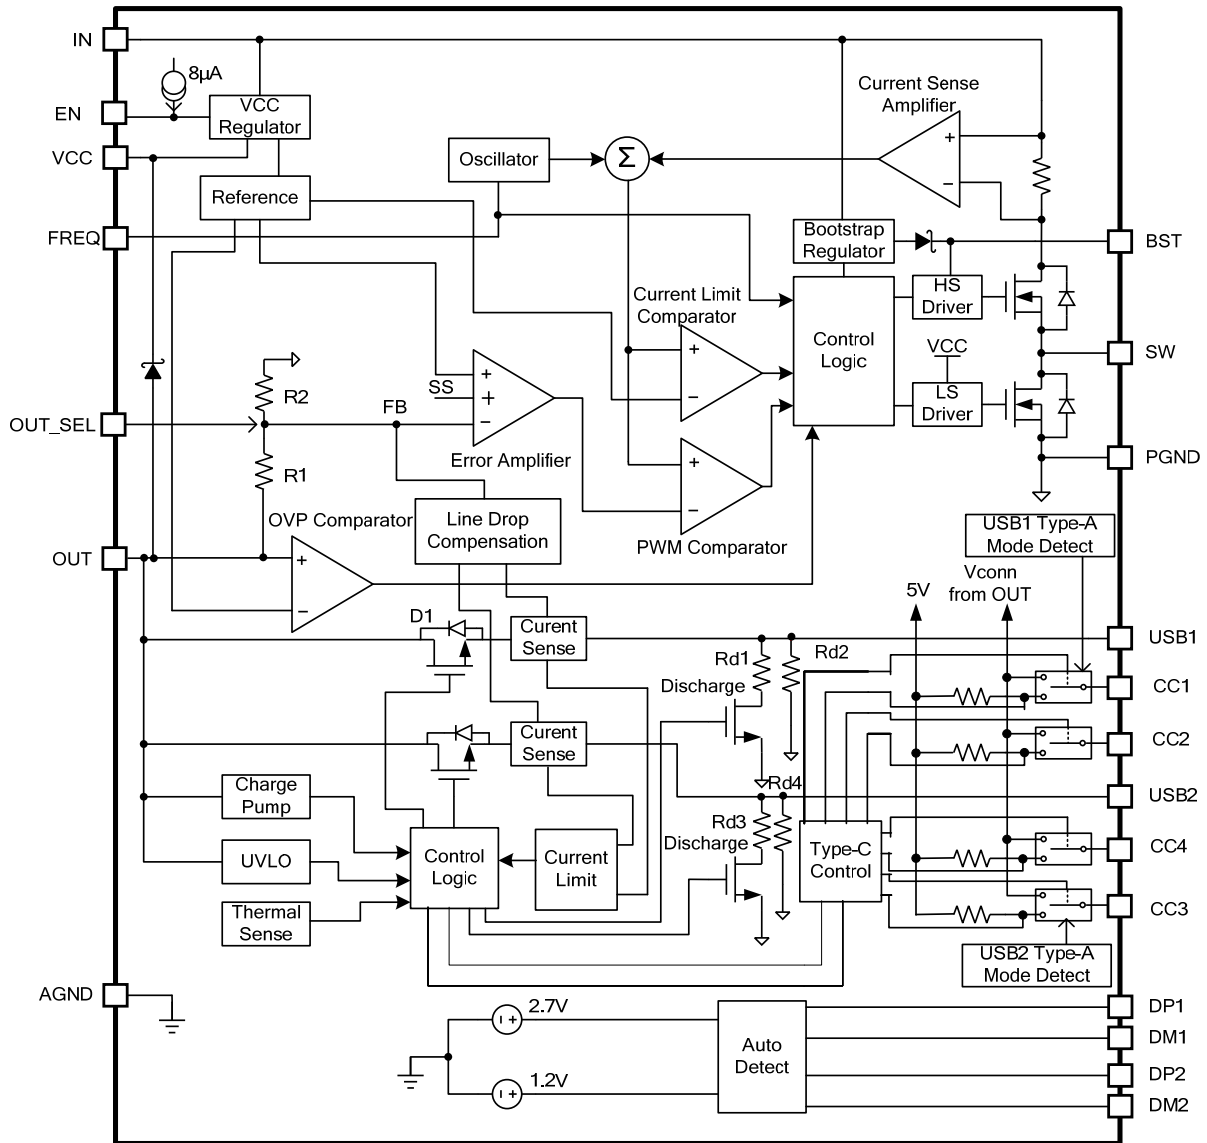 IN
8µA
EN
VCC
Regulator
VCC
Reference
FREQ
Oscillator
Σ
Current Sense
Amplifier
+
−
Bootstrap
Regulator
BST
HS
Driver
Current Limit
Comparator
+
−
Control
Logic
VCC
LS
Driver
SW
R2
SS
+
+
−
FB
OUT_SEL
Error Amplifier
R1
+
−
PWM Comparator
PGND
OVP Comparator
+
−
Line Drop
Compensation
USB1 Type-A
Mode Detect
OUT
5V
Vconn
from OUT
D1
Curent
Sense
USB1
Rd1
Rd2
Discharge
CC1
Curent
Sense
CC2
Charge
Pump
Rd4
USB2
Rd3
Discharge
UVLO
Control
Logic
Current
Limit
Type-C
Control
CC4
Thermal
Sense
CC3
USB2 Type-A
Mode Detect
AGND
2.7V
- +
1.2V
- +
Auto
Detect
DP1
DM1
DP2
DM2